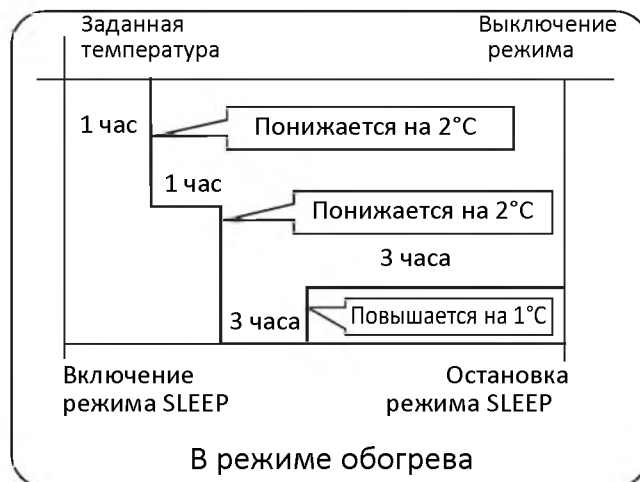 Заданная
температура
Выключение
режима
1 час
Понижается на 2°C
1 час
Понижается на 2°C
3 часа
3 часа
Повышается на 1°C
Включение
режима SLEEP
Остановка
режима SLEEP
В режиме обогрева